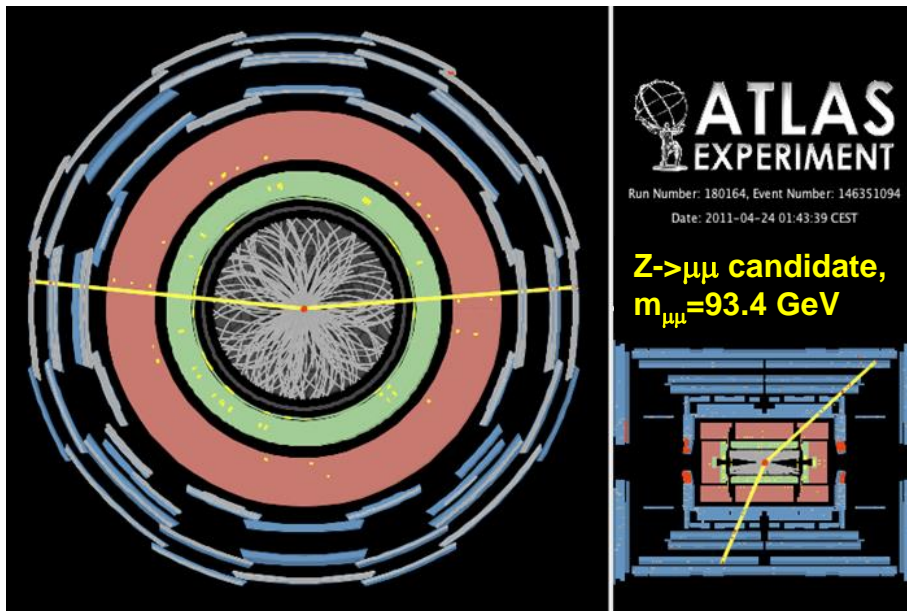 ATLAS
EXPERIMENT
Run Number: 180164, Event Number: 146351094
Date: 2011-04-24 01:43:39 CEST
Z->μμ candidate,
mμμ=93.4 GeV